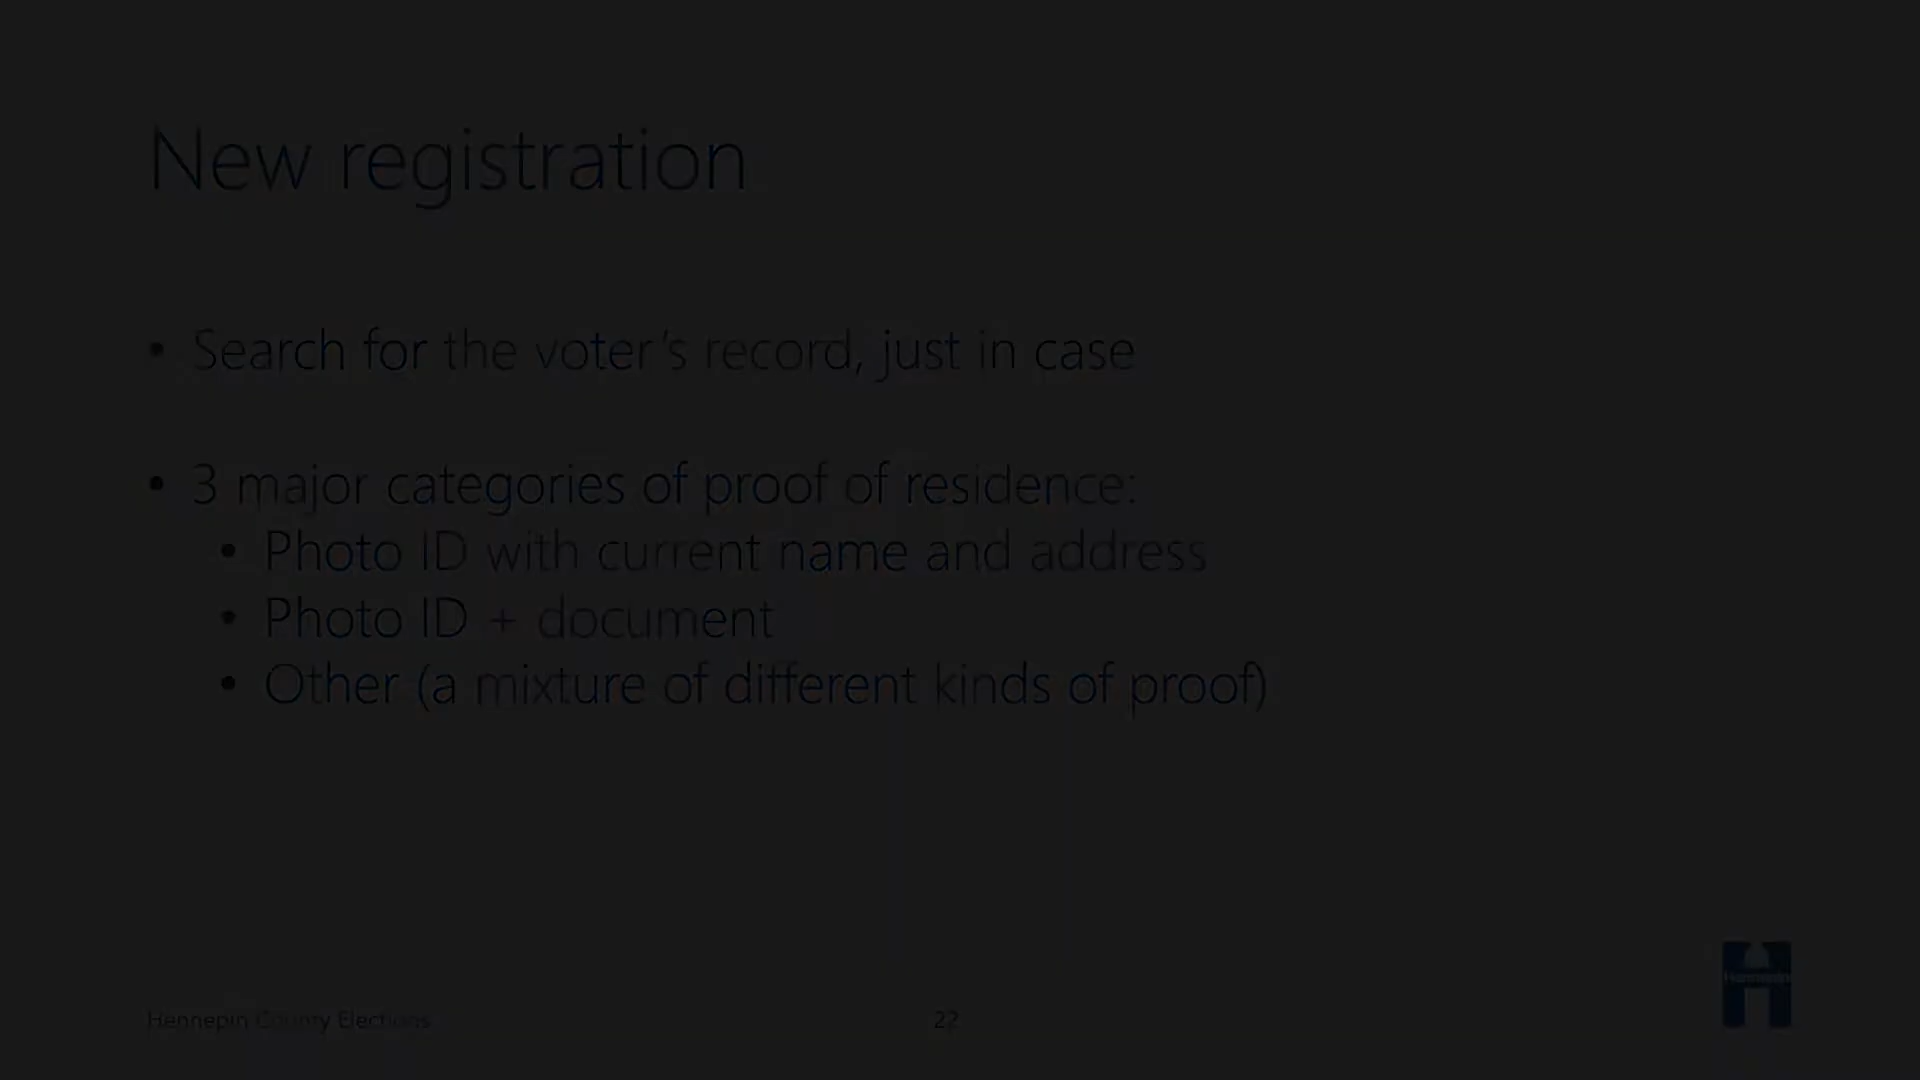 New registration
• Search for the voter’s record, just in case
• 3 major categories of proof of residence:
• Photo ID with current name and address
• Photo ID + document
• Other (a mixture of different kinds of proof)
Hennepin
Hennepin County Elections
22